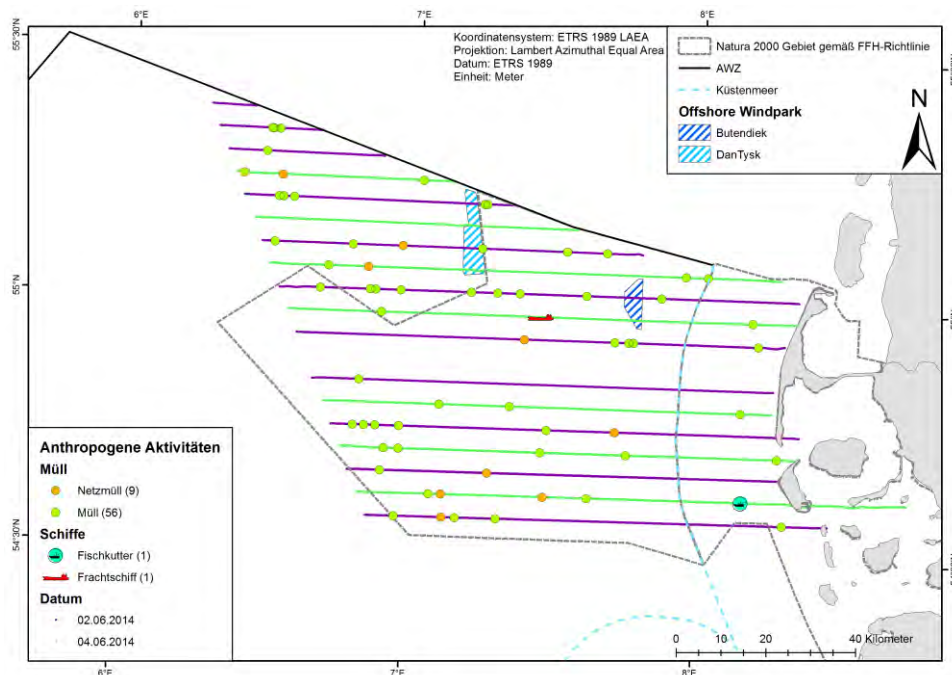 6°E
7°E
8°E
55°30'N
Koordinatensystem: ETRS 1989 LAEA
Projektion: Lambert Azimuthal Equal Area
Datum: ETRS 1989
Einheit: Meter
Natura 2000 Gebiet gemäß FFH-Richtlinie
AWZ
Küstenmeer
Offshore Windpark
Butendiek
DanTysk
N
55°N
Anthropogene Aktivitäten
Müll
Netzmüll (9)
Müll (56)
Schiffe
Fischkutter (1)
Frachtschiff (1)
Datum
02.06.2014
04.06.2014
54°30'N
0 10 20 40 Kilometer
6°E
7°E
8°E